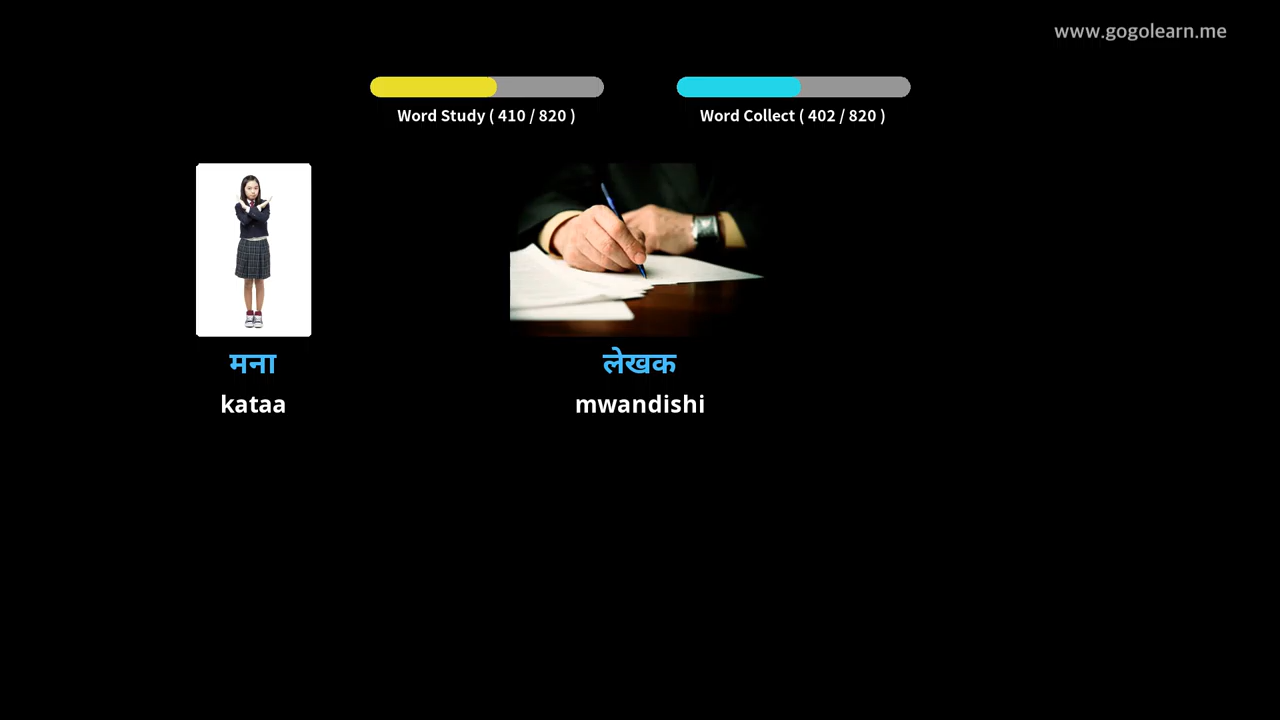 www.gogolearn.me
Word Study ( 410 / 820 )
Word Collect ( 402 / 820 )
मना
kataa
लेखक
mwandishi